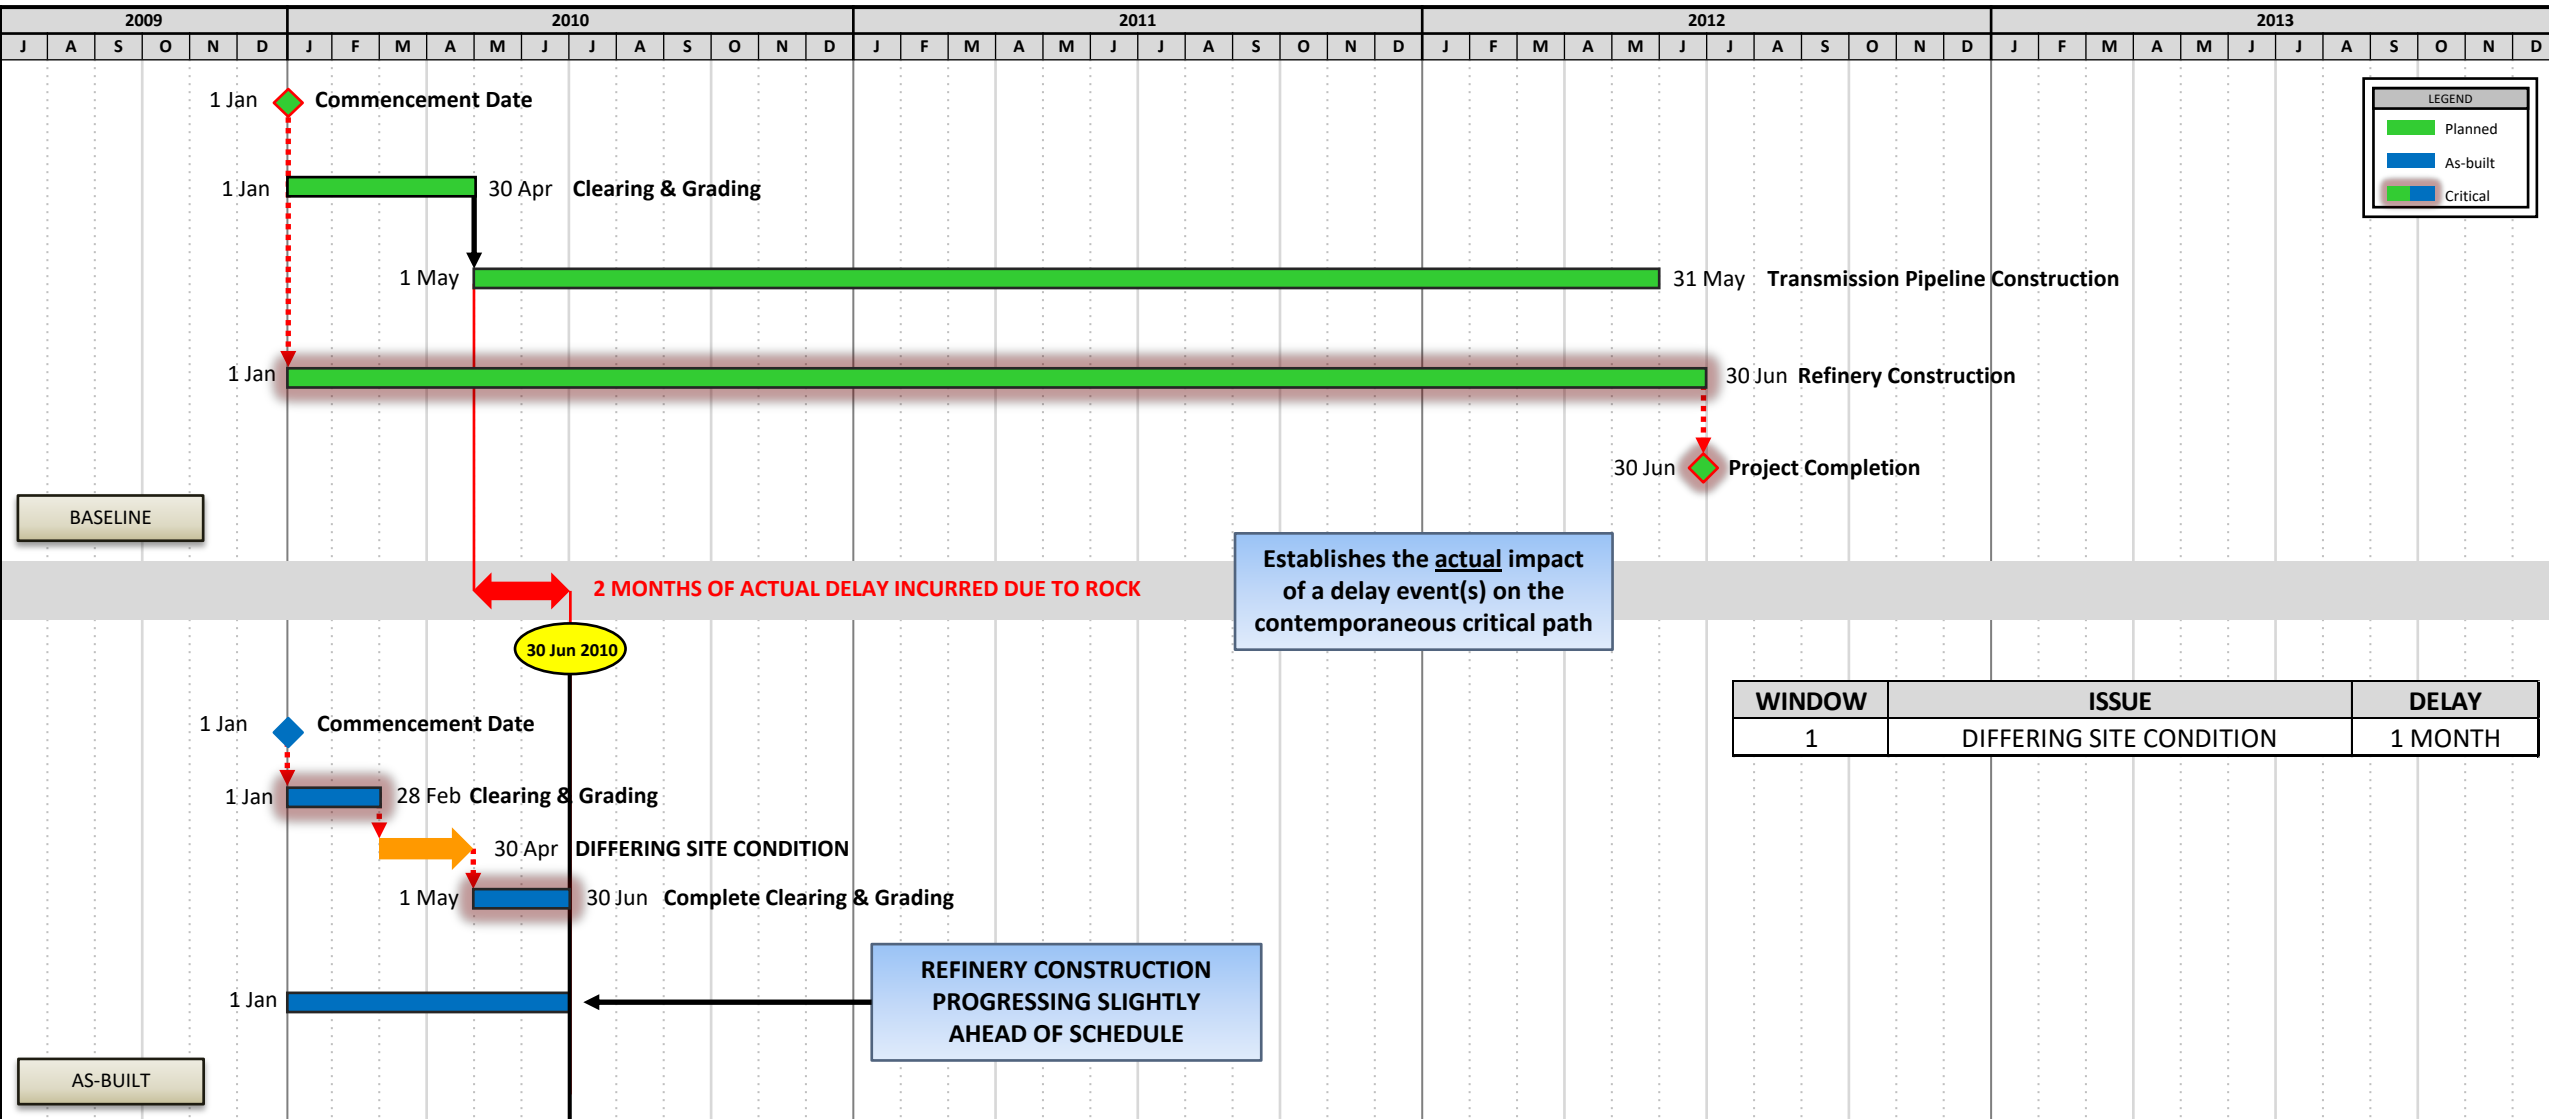 2009 2010 2011 2012 2013
J A S O N D J F M A M J J A S O N D J F M A M J J A S O N D J F M A M J J A S O N D J F M A M J J A S O N D
LEGEND
Planned
As-built
Critical
1 Jan Commencement Date
1 Jan 30 Apr Clearing & Grading
1 May 31 May Transmission Pipeline Construction
1 Jan 30 Jun Refinery Construction
30 Jun Project Completion
BASELINE
2 MONTHS OF ACTUAL DELAY INCURRED DUE TO ROCK
Establishes the actual impact
of a delay event(s) on the
contemporaneous critical path
30 Jun 2010
WINDOW ISSUE DELAY
1 DIFFERING SITE CONDITION 1 MONTH
1 Jan Commencement Date
1 Jan 28 Feb Clearing & Grading
30 Apr DIFFERING SITE CONDITION
1 May 30 Jun Complete Clearing & Grading
1 Jan
REFINERY CONSTRUCTION
PROGRESSING SLIGHTLY
AHEAD OF SCHEDULE
AS-BUILT